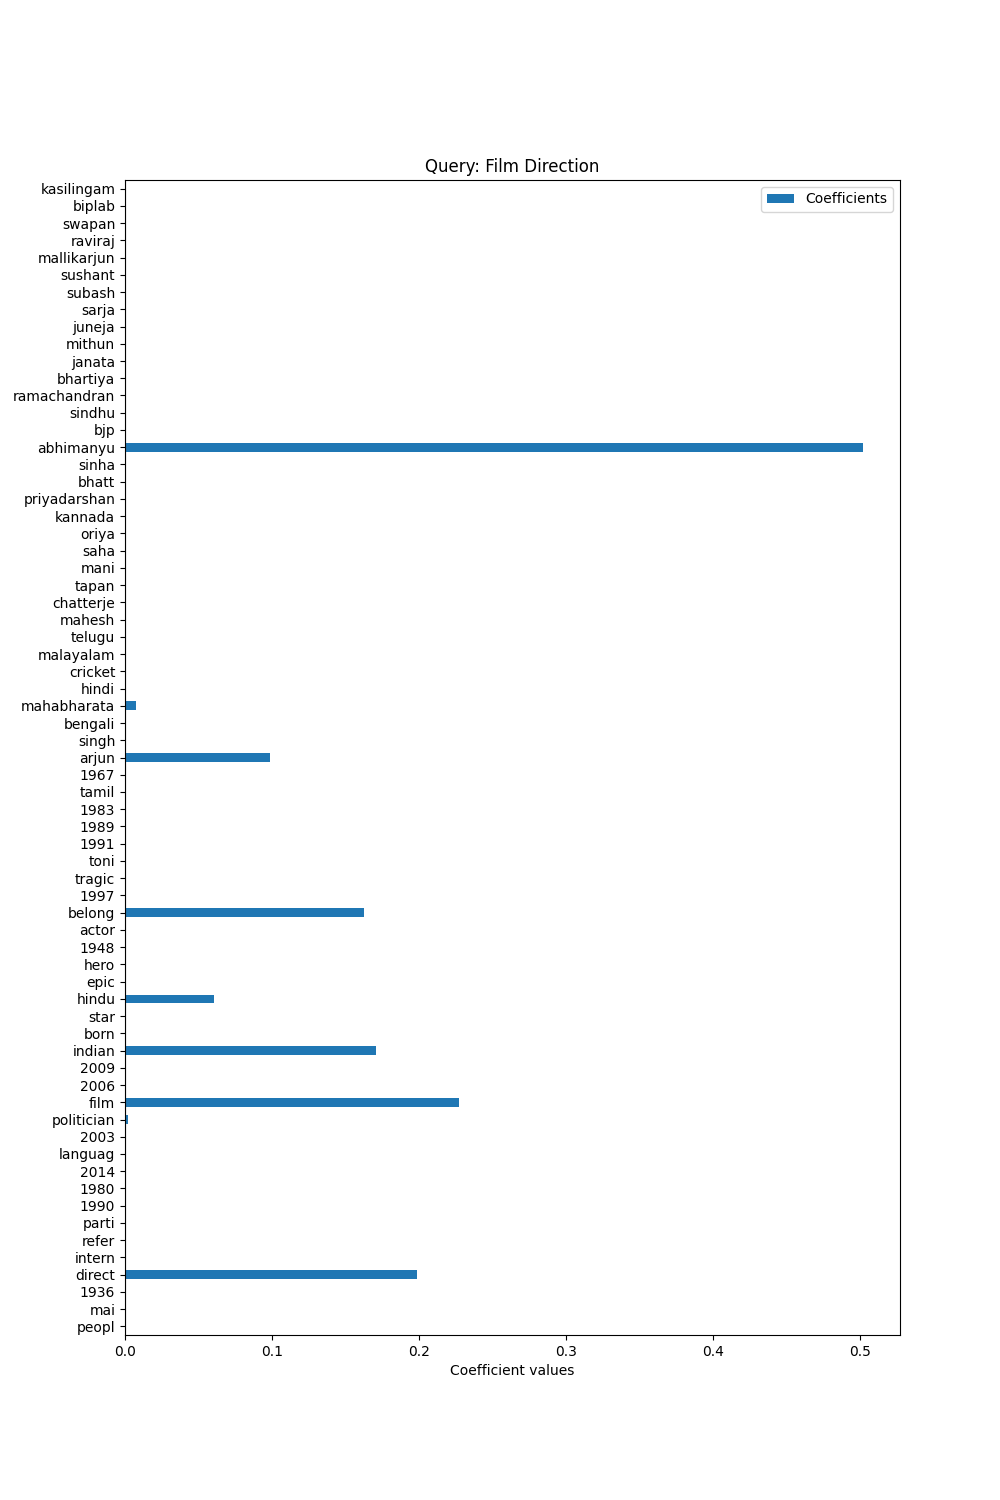 Query: Film Direction
Coefficients
kasilingam
biplab
swapan
raviraj
mallikarjun
sushant
subash
sarja
juneja
mithun
janata
bhartiya
ramachandran
sindhu
bjp
abhimanyu
sinha
bhatt
priyadarshan
kannada
oriya
saha
mani
tapan
chatterje
mahesh
telugu
malayalam
cricket
hindi
mahabharata
bengali
singh
arjun
1967
tamil
1983
1989
1991
toni
tragic
1997
belong
actor
1948
hero
epic
hindu
star
born
indian
2009
2006
film
politician
2003
languag
2014
1980
1990
parti
refer
intern
direct
1936
mai
peopl
0.0 0.1 0.2 0.3 0.4 0.5
Coefficient values